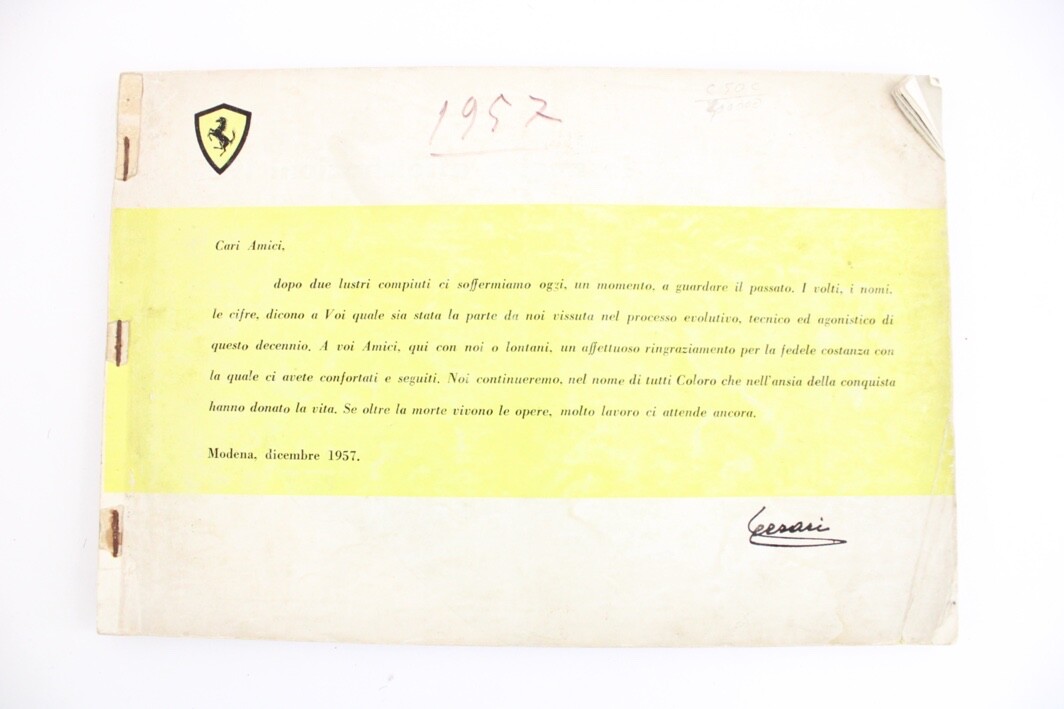 1957
Cari Amici,
dopo due lustri compiuti ci soffermiamo oggi, un momento, a guardare il passato. I volti, i nomi,
le cifre, dicono a Voi quale sia stata la parte da noi vissuta nel processo evolutivo, tecnico ed agonistico di
questo decennio. A voi Amici, qui con noi o lontani, un affettuoso ringraziamento per la fedele costanza con
la quale ci avete confortati e seguiti. Noi continueremo, nel nome di tutti Coloro che nell'ansia della conquista
hanno donato la vita. Se oltre la morte vivono le opere, molto lavoro ci attende ancora.
Modena, dicembre 1957.